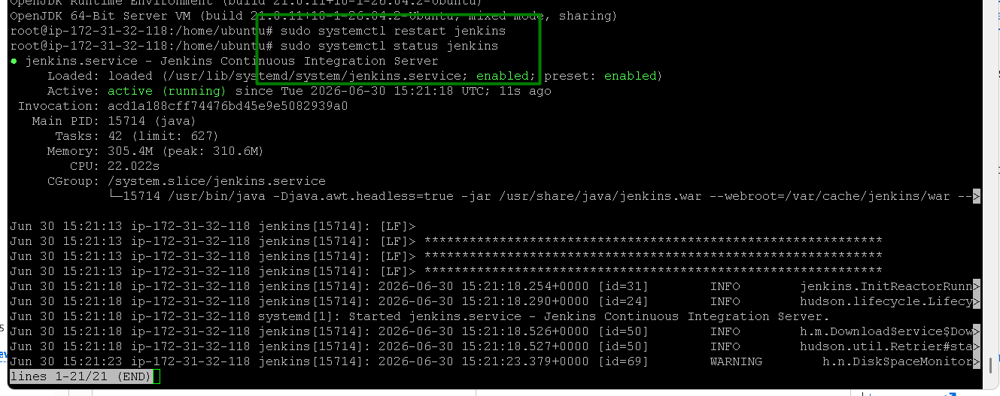 OpenJDK Runtime Environment (build 21.0.11+10-1-26.04.2-Ubuntu)
OpenJDK 64-Bit Server VM (build 21.0.11+10-1-26.04.2-Ubuntu, mixed mode, sharing)
root@ip-172-31-32-118:/home/ubuntu# sudo systemctl restart jenkins
root@ip-172-31-32-118:/home/ubuntu# sudo systemctl status jenkins
● jenkins.service - Jenkins Continuous Integration Server
Loaded: loaded (/usr/lib/systemd/system/jenkins.service; enabled; preset: enabled)
Active: active (running) since Tue 2026-06-30 15:21:18 UTC; 11s ago
Invocation: acd1a188cff74476bd45e9e5082939a0
Main PID: 15714 (java)
Tasks: 42 (limit: 627)
Memory: 305.4M (peak: 310.6M)
CPU: 22.022s
CGroup: /system.slice/jenkins.service
└─15714 /usr/bin/java -Djava.awt.headless=true -jar /usr/share/java/jenkins.war --webroot=/var/cache/jenkins/war -->
Jun 30 15:21:13 ip-172-31-32-118 jenkins[15714]: [LF]>
Jun 30 15:21:13 ip-172-31-32-118 jenkins[15714]: [LF]> *************************************************************
Jun 30 15:21:13 ip-172-31-32-118 jenkins[15714]: [LF]> *************************************************************
Jun 30 15:21:13 ip-172-31-32-118 jenkins[15714]: [LF]> *************************************************************
Jun 30 15:21:18 ip-172-31-32-118 jenkins[15714]: 2026-06-30 15:21:18.254+0000 [id=31] INFO jenkins.InitReactorRunn>
Jun 30 15:21:18 ip-172-31-32-118 jenkins[15714]: 2026-06-30 15:21:18.290+0000 [id=24] INFO hudson.lifecycle.Lifecy>
Jun 30 15:21:18 ip-172-31-32-118 systemd[1]: Started jenkins.service - Jenkins Continuous Integration Server.
Jun 30 15:21:18 ip-172-31-32-118 jenkins[15714]: 2026-06-30 15:21:18.526+0000 [id=50] INFO h.m.DownloadService$Dow>
Jun 30 15:21:18 ip-172-31-32-118 jenkins[15714]: 2026-06-30 15:21:18.527+0000 [id=50] INFO hudson.util.Retrier#sta>
Jun 30 15:21:23 ip-172-31-32-118 jenkins[15714]: 2026-06-30 15:21:23.379+0000 [id=69] WARNING h.n.DiskSpaceMonitor>
lines 1-21/21 (END)